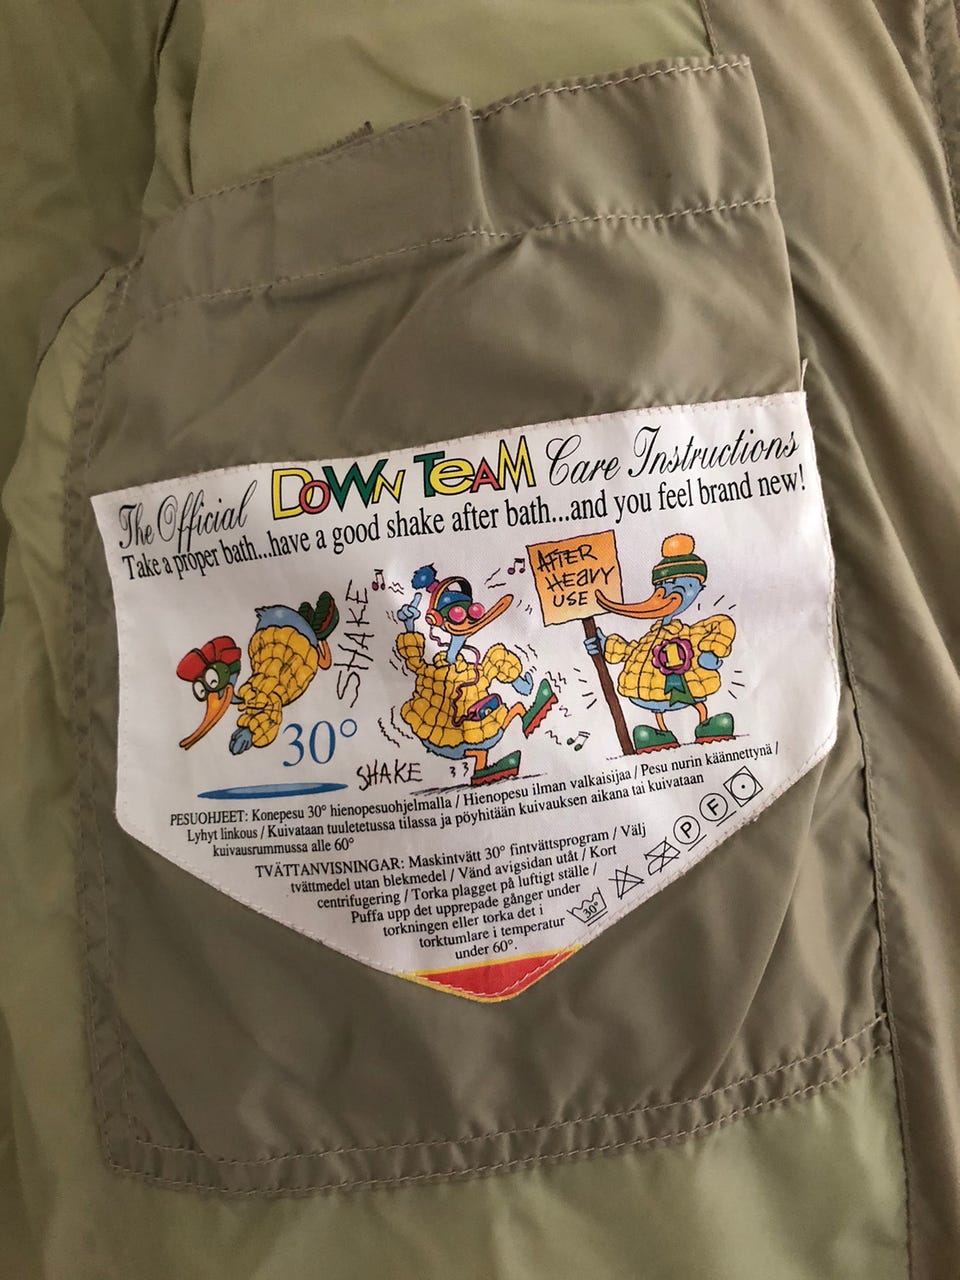 The Official DOWN TEAM Care Instructions
Take a proper bath...have a good shake after bath...and you feel brand new!
SHAKE
30°
SHAKE
AFTER
HEAVY
USE
PESUOHJEET: Konepesu 30° hienopesuohjelmalla / Hienopesu ilman valkaisijaa / Pesu nurin käännettynä /
Lyhyt linkous / Kuivataan tuuletetussa tilassa ja pöyhitään kuivauksen aikana tai kuivataan
kuivausrummussa alle 60°
TVÄTTANVISNINGAR: Maskintvätt 30° fintvättsprogram / Välj
tvättmedel utan blekmedel / Vänd avigsidan utåt / Kort
centrifugering / Torka plagget på luftigt ställe /
Puffa upp det upprepade gånger under
torkningen eller torka det i
torktumlare i temperatur
under 60°.
30° P F